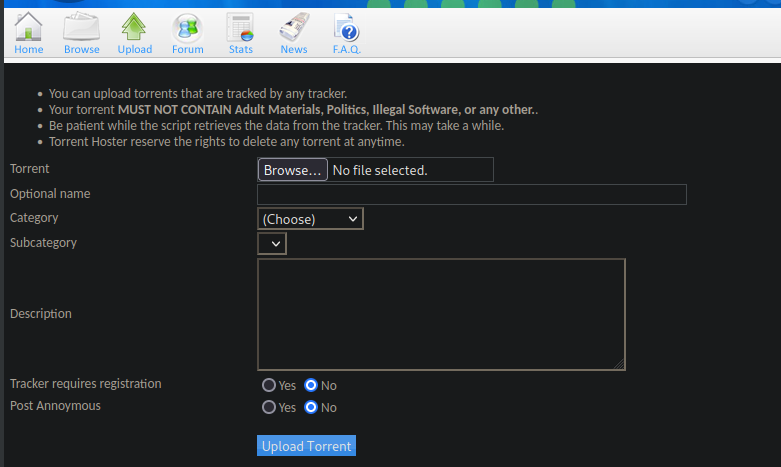 Home Browse Upload Forum Stats News F.A.Q.
You can upload torrents that are tracked by any tracker.
Your torrent MUST NOT CONTAIN Adult Materials, Politics, Illegal Software, or any other..
Be patient while the script retrieves the data from the tracker. This may take a while.
Torrent Hoster reserve the rights to delete any torrent at anytime.
Torrent Browse... No file selected.
Optional name
Category (Choose)
Subcategory
Description
Tracker requires registration Yes No
Post Annoymous Yes No
Upload Torrent